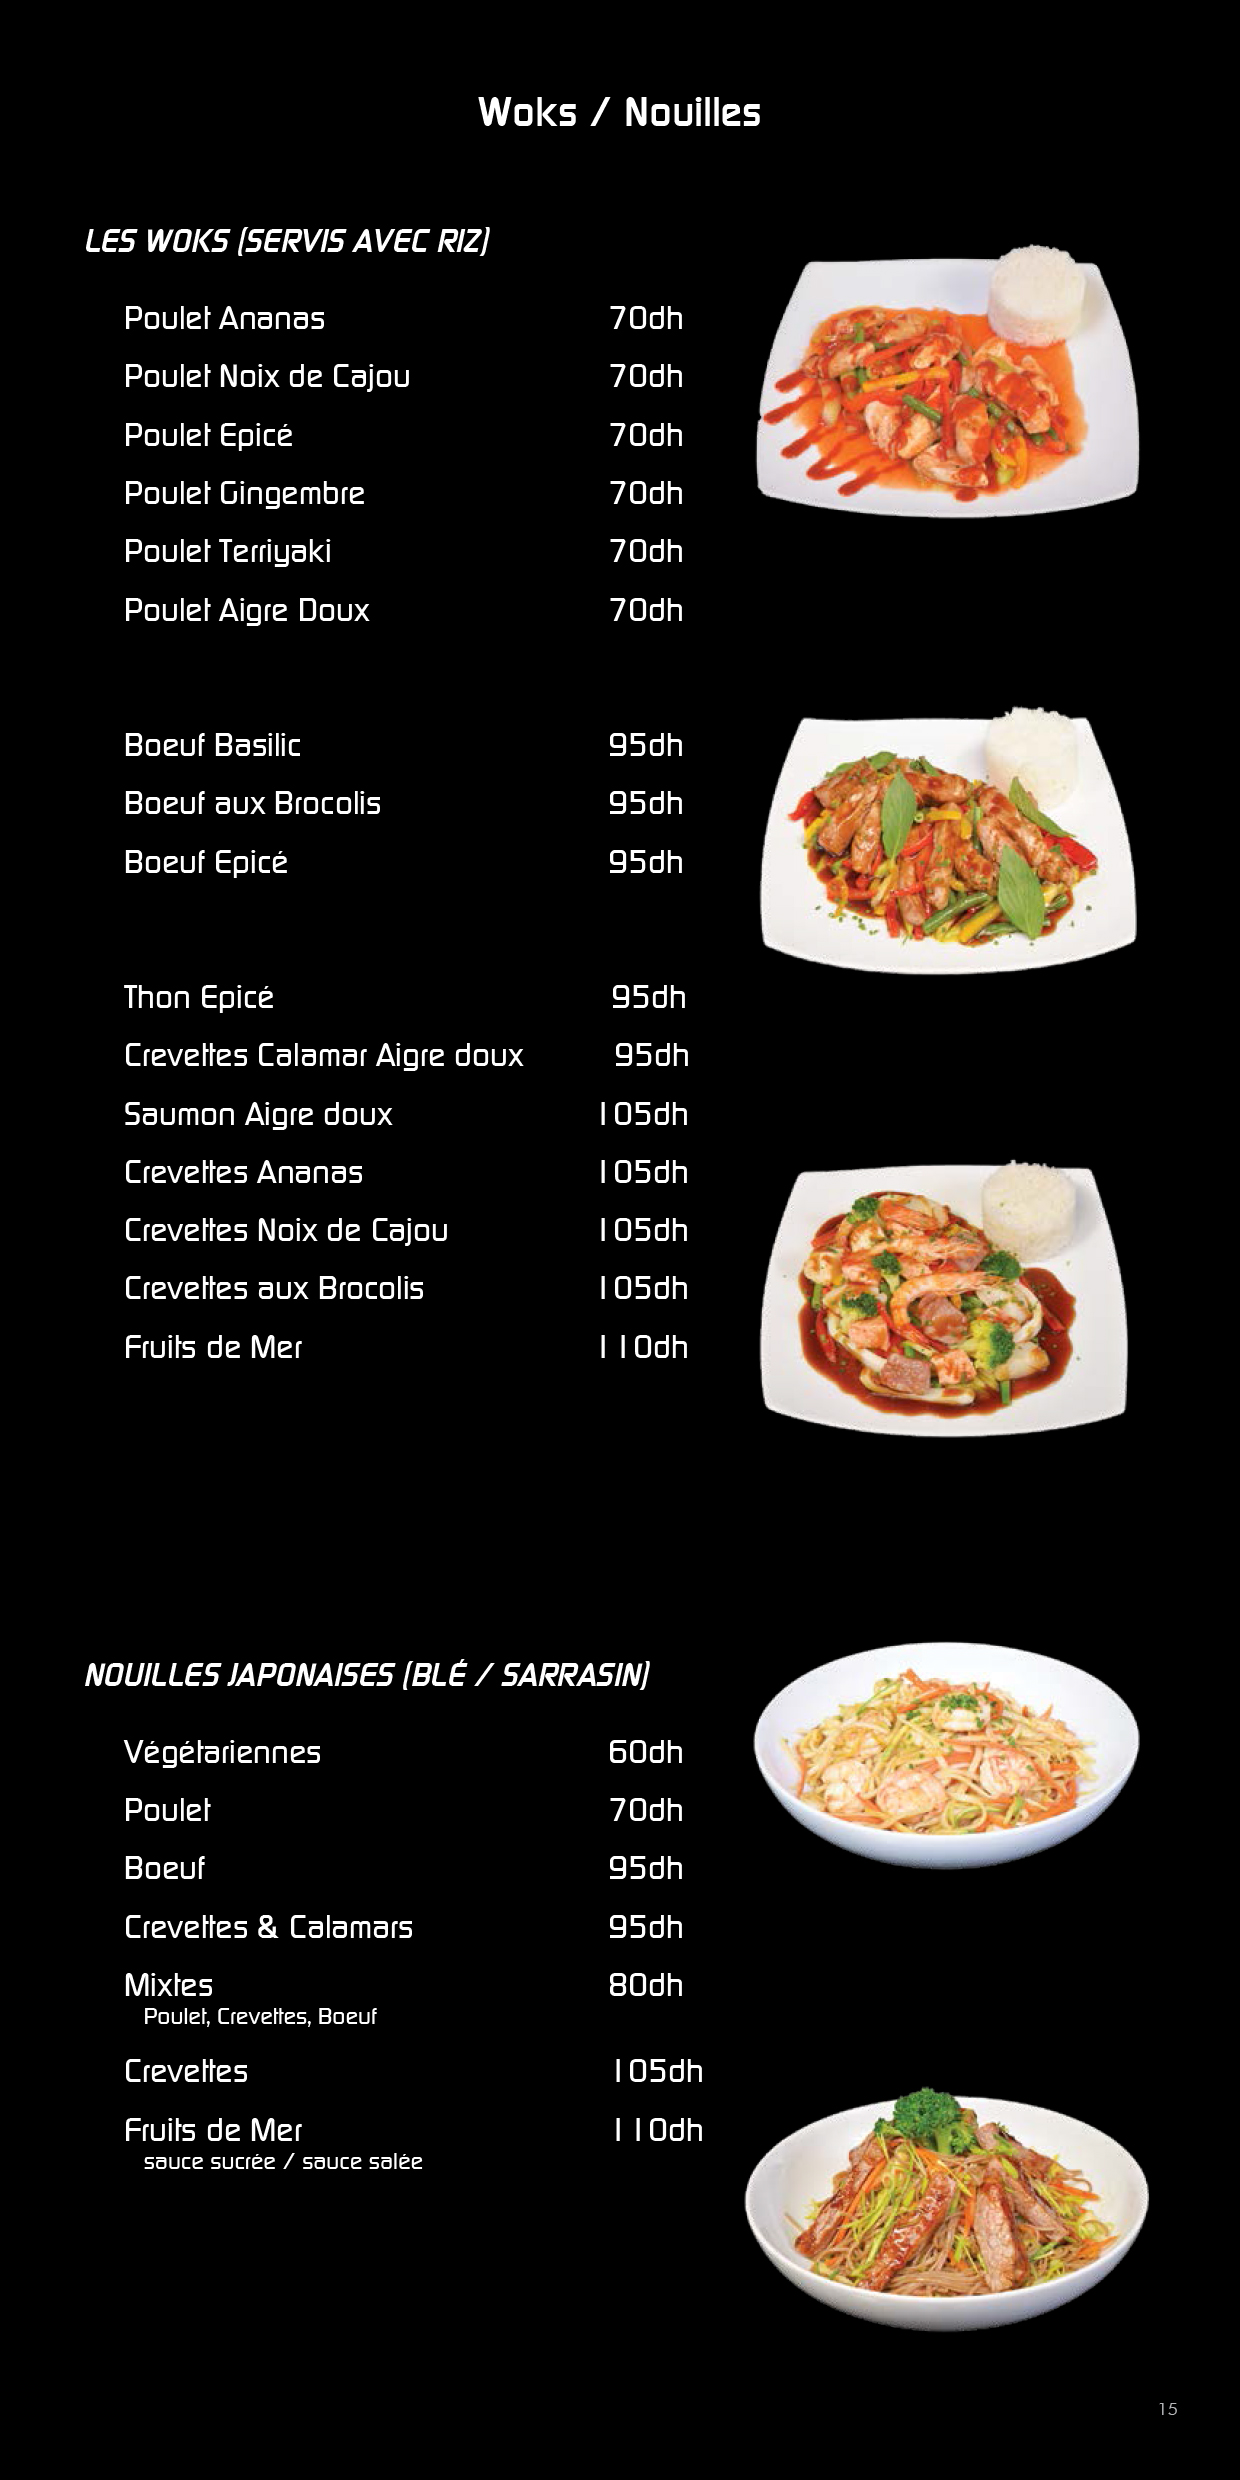 Woks / Nouilles
LES WOKS (SERVIS AVEC RIZ)
Poulet Ananas 70dh
Poulet Noix de Cajou 70dh
Poulet Epicé 70dh
Poulet Gingembre 70dh
Poulet Terriyaki 70dh
Poulet Aigre Doux 70dh
Boeuf Basilic 95dh
Boeuf aux Brocolis 95dh
Boeuf Epicé 95dh
Thon Epicé 95dh
Crevettes Calamar Aigre doux 95dh
Saumon Aigre doux 105dh
Crevettes Ananas 105dh
Crevettes Noix de Cajou 105dh
Crevettes aux Brocolis 105dh
Fruits de Mer 110dh
NOUILLES JAPONAISES (BLÉ / SARRASIN)
Végétariennes 60dh
Poulet 70dh
Boeuf 95dh
Crevettes & Calamars 95dh
Mixtes 80dh
Poulet, Crevettes, Boeuf
Crevettes 105dh
Fruits de Mer 110dh
sauce sucrée / sauce salée
15